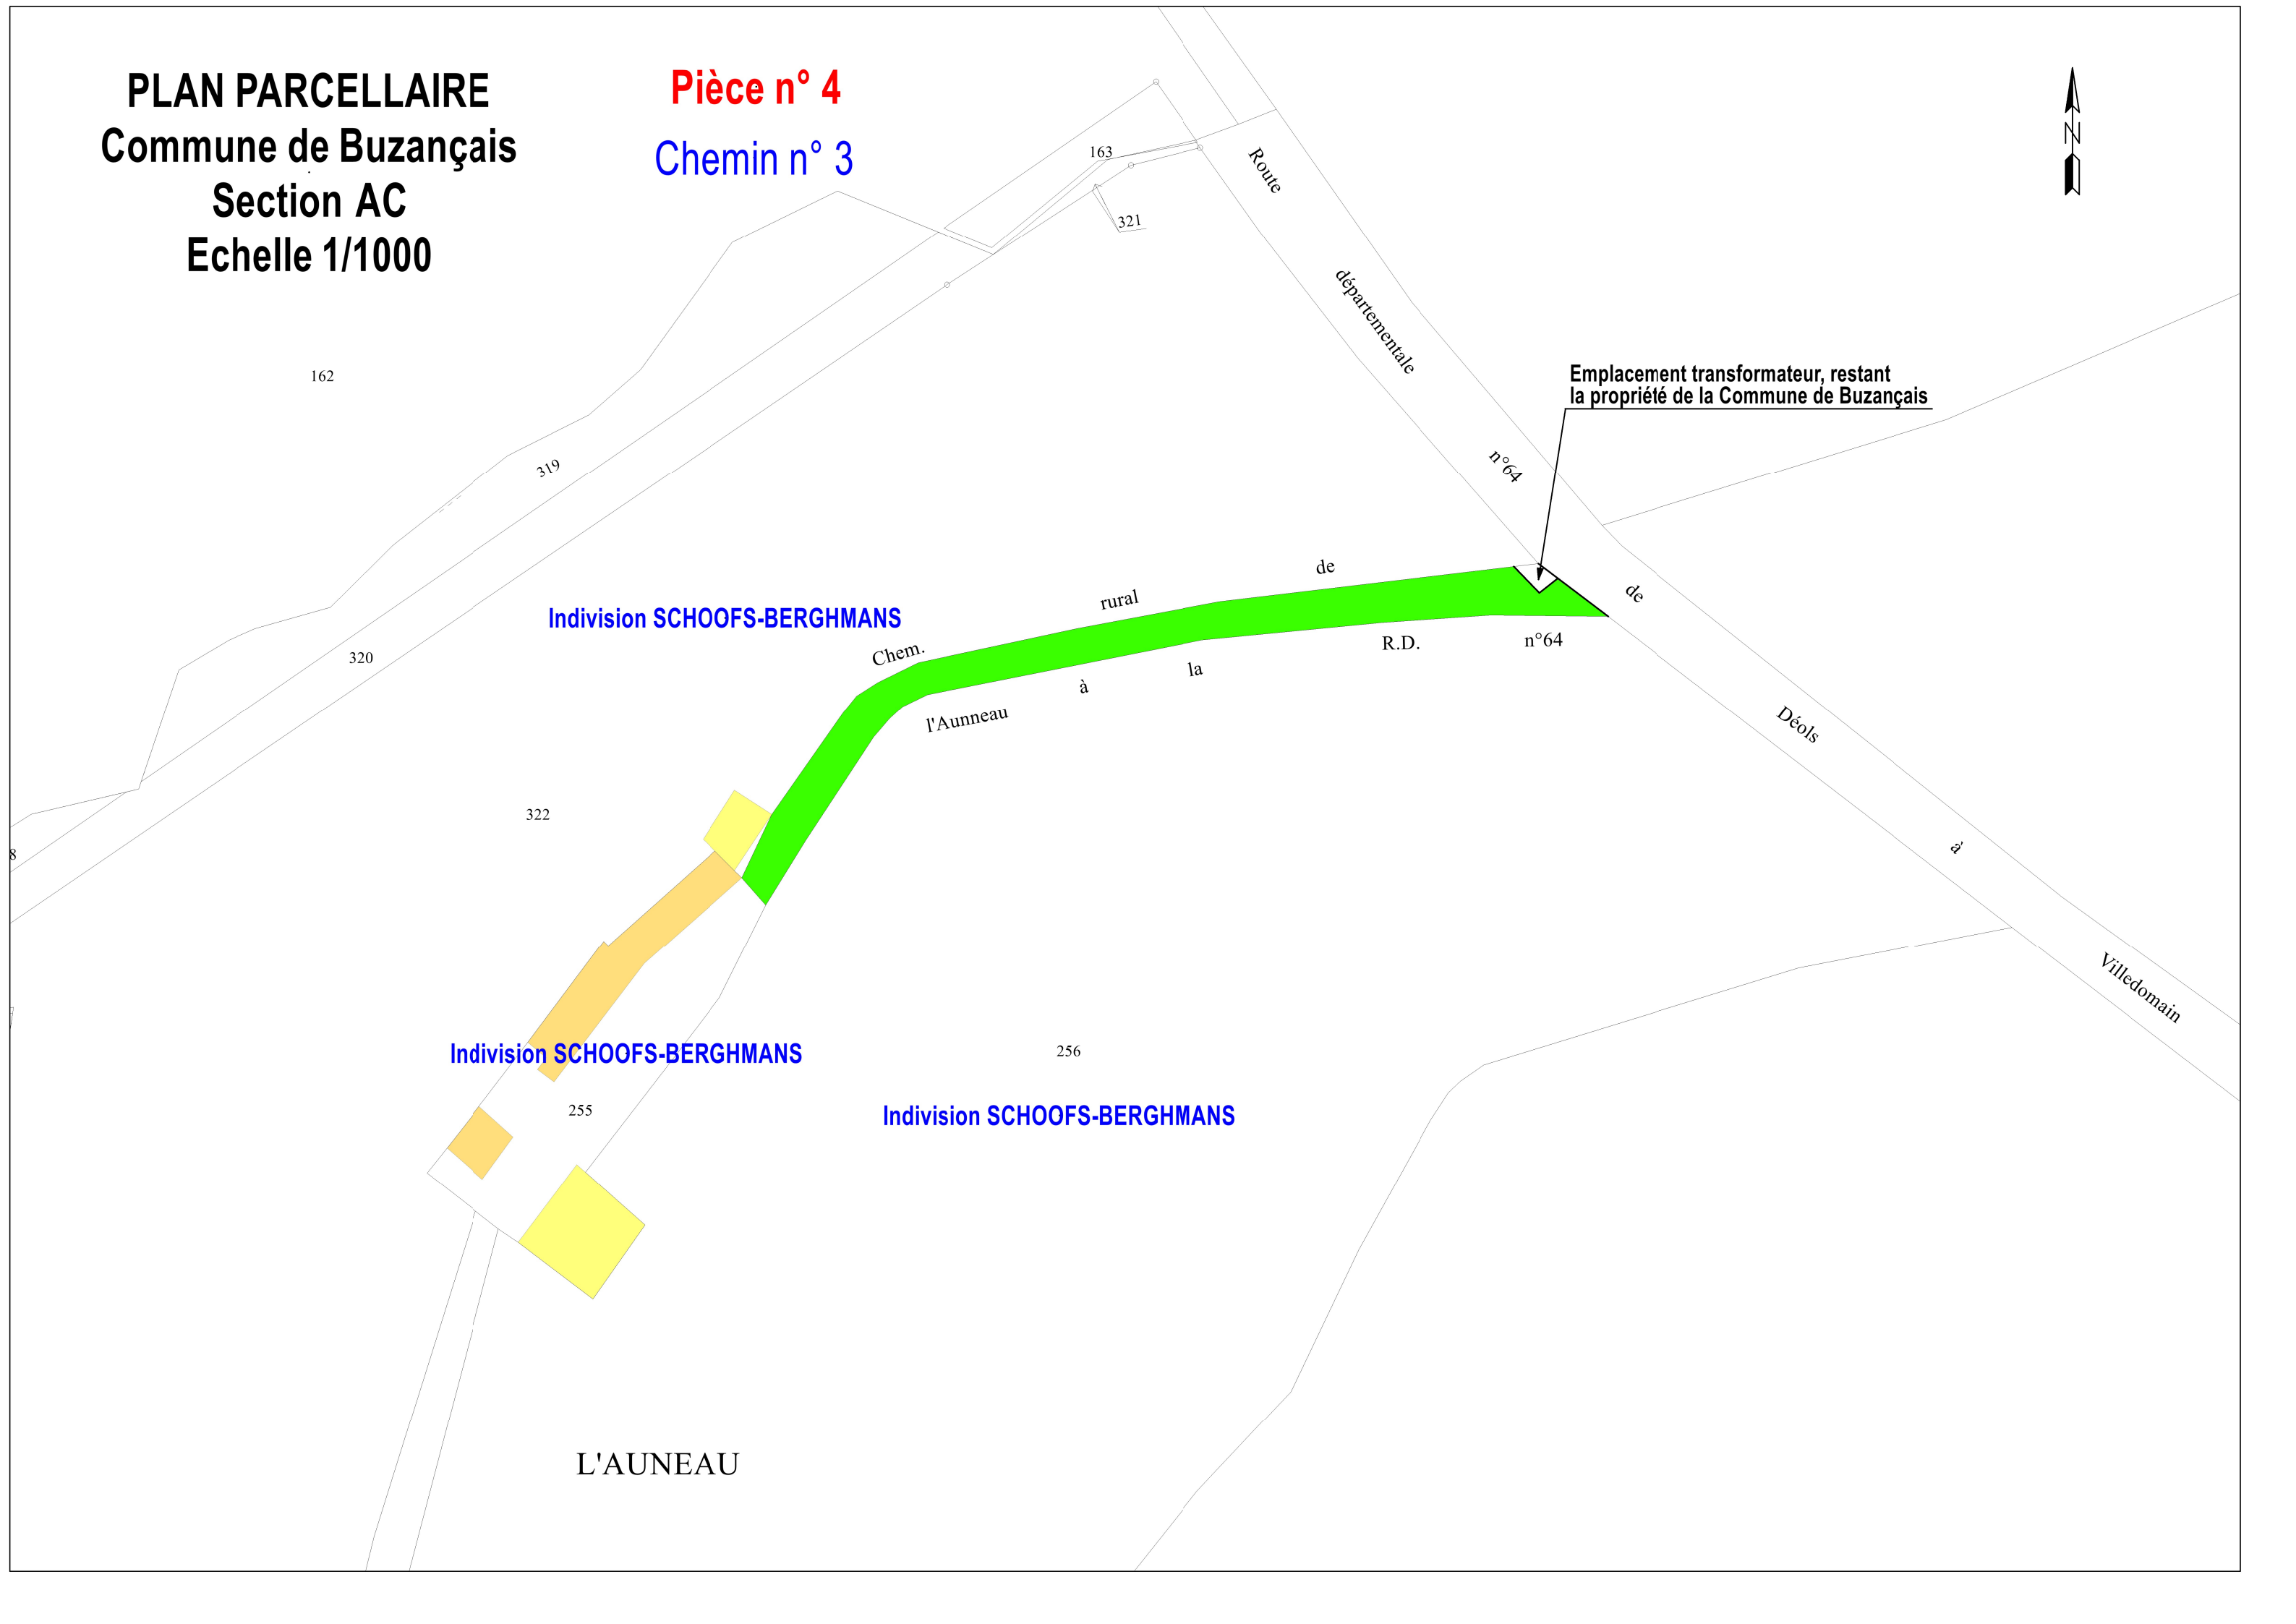 PLAN PARCELLAIRE
Commune de Buzançais
Section AC
Echelle 1/1000
Pièce n° 4
Chemin n° 3
N
163
321
Route
départementale
n°64
de
Déols
à
Villedomain
162
319
320
Emplacement transformateur, restant
la propriété de la Commune de Buzançais
Indivision SCHOOFS-BERGHMANS
Chem.
rural
de
l'Aunneau
à
la
R.D.
n°64
322
8
Indivision SCHOOFS-BERGHMANS
255
256
Indivision SCHOOFS-BERGHMANS
L'AUNEAU